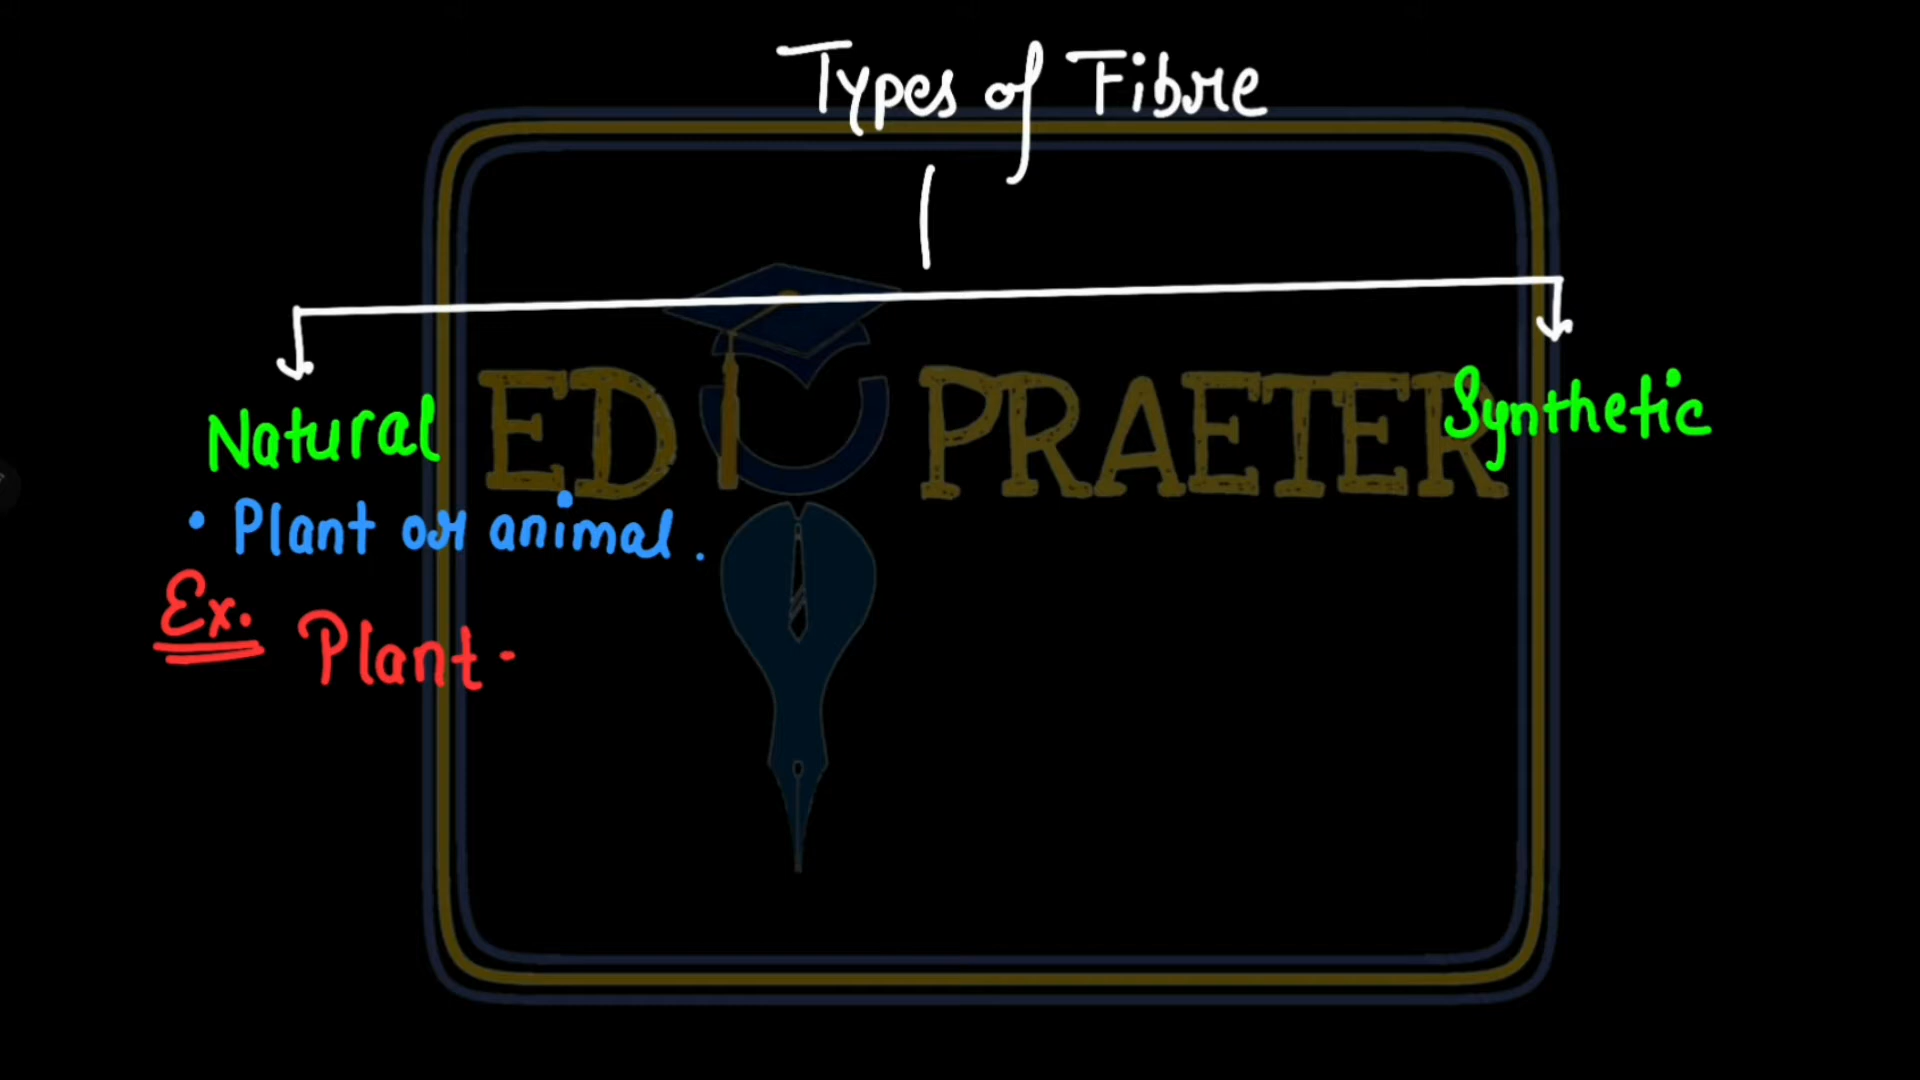 Types of Fibre
Natural
Synthetic
EDU PRAETER
• Plant or animal.
Ex. Plant -